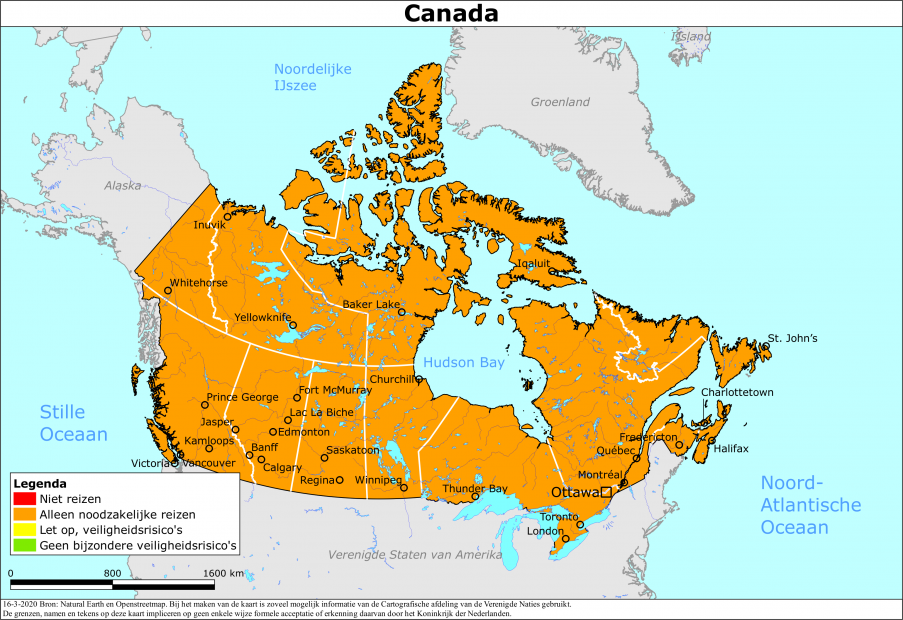 Canada
IJsland
Noordelijke
IJszee
Groenland
Alaska
Inuvik
Iqaluit
Whitehorse
Baker Lake
Yellowknife
St. John's
Hudson Bay
Churchill
Fort McMurray
Charlottetown
Prince George
Stille
Oceaan
Lac La Biche
Jasper
Edmonton
Fredericton
Kamloops
Banff
Saskatoon
Québec
Halifax
Victoria
Vancouver
Calgary
Montréal
Regina
Winnipeg
Thunder Bay
Ottawa
Noord-
Atlantische
Oceaan
Toronto
London
Verenigde Staten van Amerika
Legenda
Niet reizen
Alleen noodzakelijke reizen
Let op, veiligheidsrisico's
Geen bijzondere veiligheidsrisico's
0 800 1600 km
16-3-2020 Bron: Natural Earth en Openstreetmap. Bij het maken van de kaart is zoveel mogelijk informatie van de Cartografische afdeling van de Verenigde Naties gebruikt.
De grenzen, namen en tekens op deze kaart impliceren op geen enkele wijze formele acceptatie of erkenning daarvan door het Koninkrijk der Nederlanden.